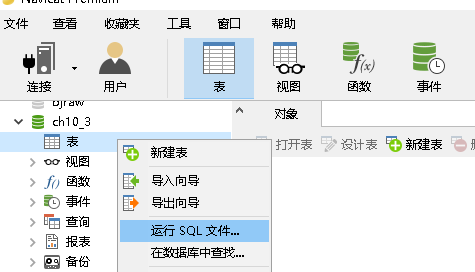 Navicat Premium
文件 查看 收藏夹 工具 窗口 帮助
连接 用户 表 视图 函数 事件
bjraw
ch10_3 对象
表 新建表 打开表 设计表 新建表
视图
函数 导入向导
事件 导出向导
查询 运行 SQL 文件...
报表 在数据库中查找...
备份